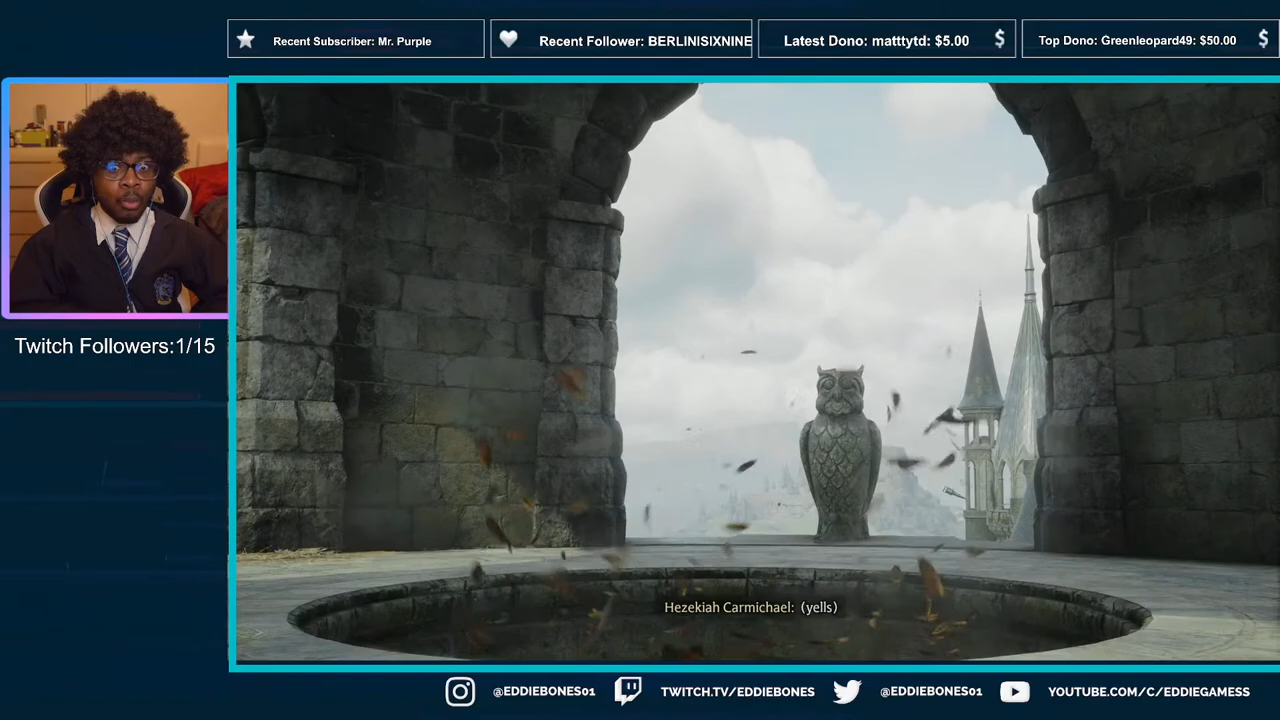 Recent Subscriber: Mr. Purple
Recent Follower: BERLINISIXNINE
Latest Dono: matttytd: $5.00
$
Top Dono: Greenleopard49: $50.00
$
Twitch Followers:1/15
Hezekiah Carmichael: (yells)
@EDDIEBONES01
TWITCH.TV/EDDIEBONES
@EDDIEBONES01
YOUTUBE.COM/C/EDDIEGAMESS